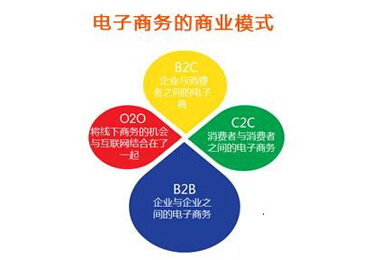 电子商务的商业模式
B2C
企业与消费
者之间的电子
商
O2O
将线下商务的机会
与互联网结合在了
一起
C2C
消费者与消费者
之间的电子商务
B2B
企业与企业之
间的电子商务